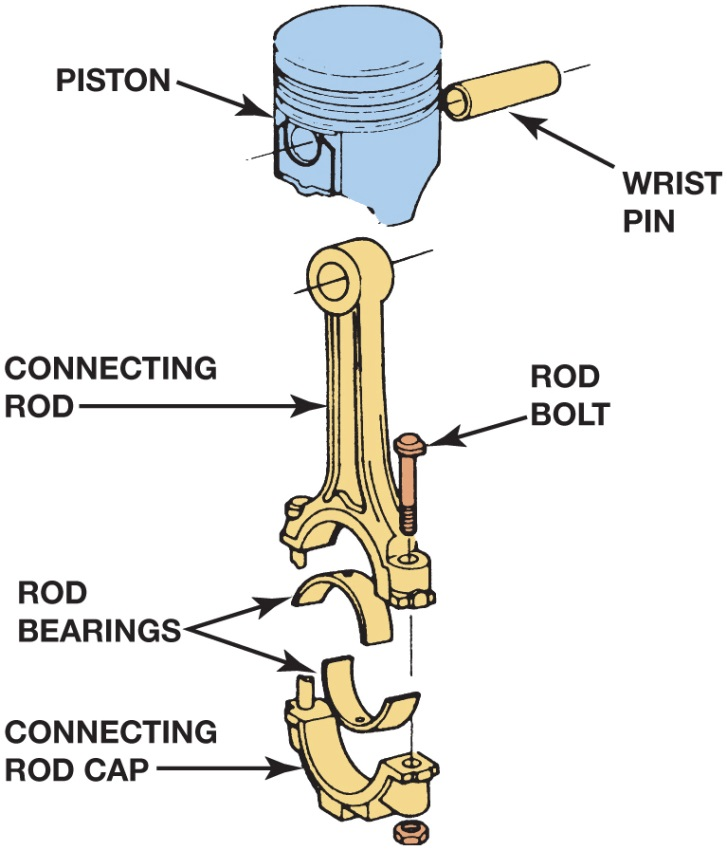 PISTON
WRIST
PIN
CONNECTING
ROD
ROD
BOLT
ROD
BEARINGS
CONNECTING
ROD CAP